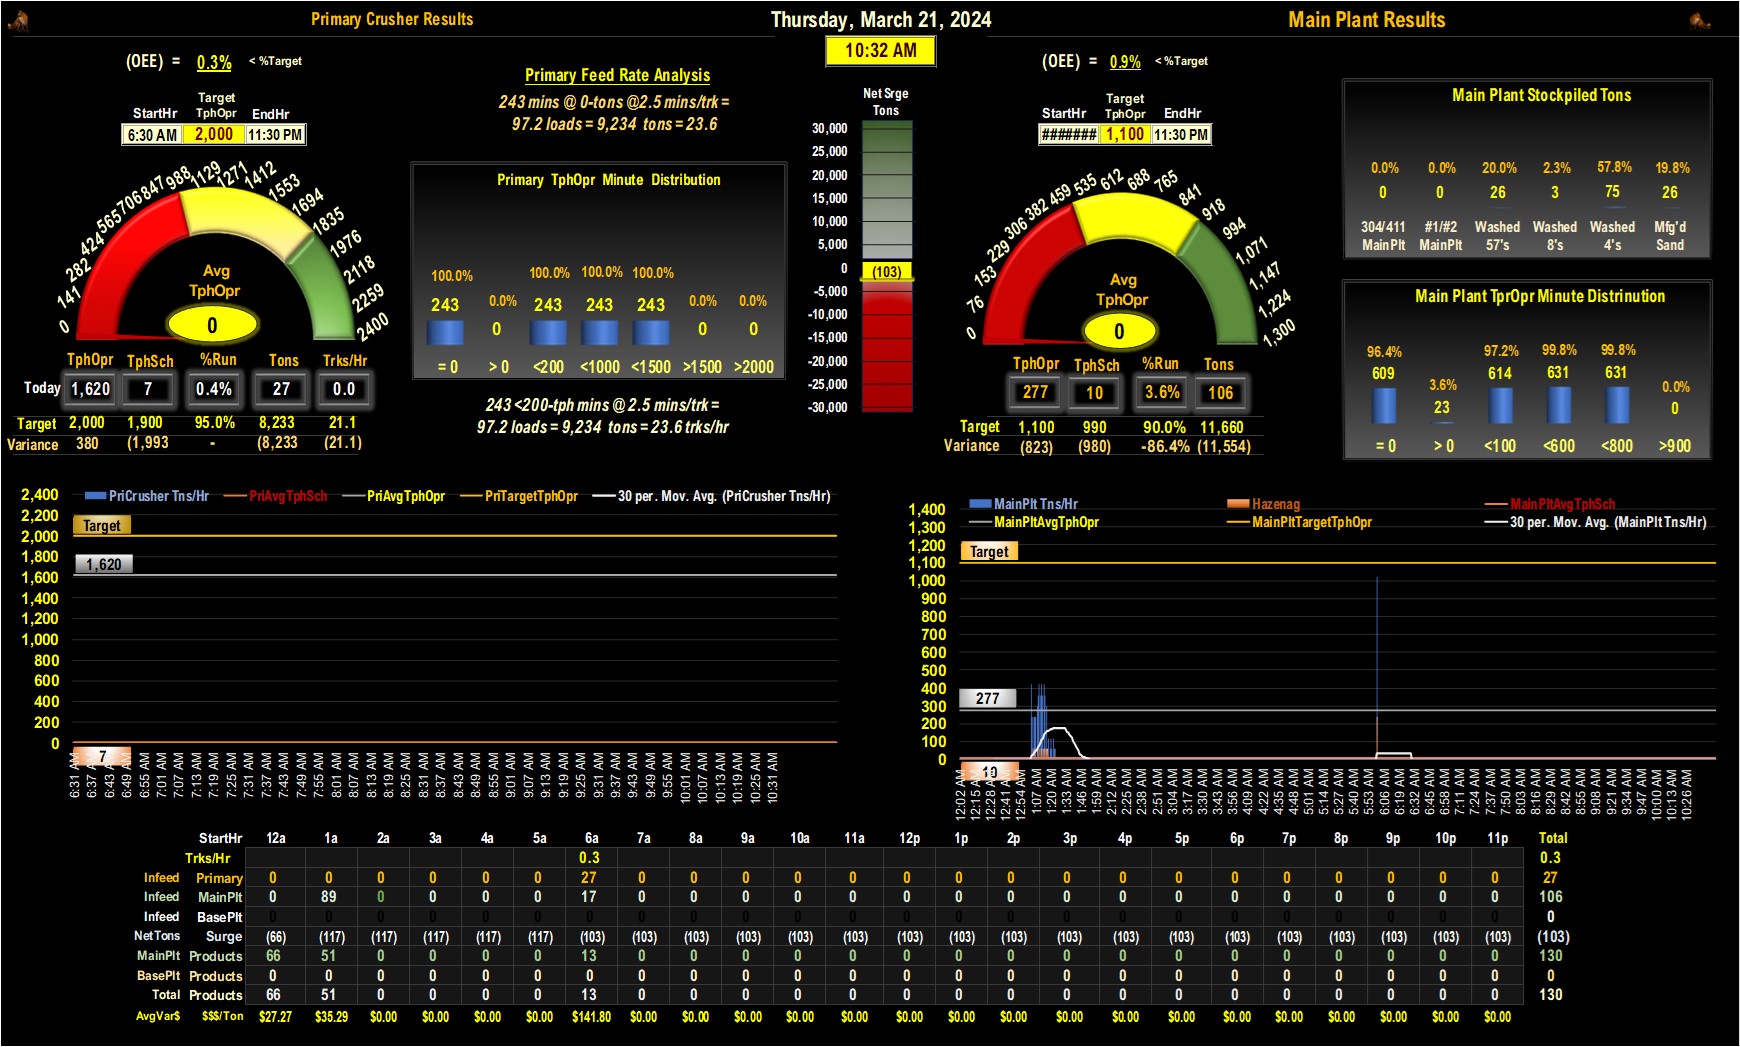 Primary Crusher Results
Thursday, March 21, 2024
Main Plant Results
10:32 AM
(OEE) = 0.3% < %Target
StartHr Target TphOpr EndHr
6:30 AM 2,000 11:30 PM
0 141 282 424 565 706 847 988 1129 1271 1412 1553 1694 1835 1976 2118 2259 2400
Avg
TphOpr
0
TphOpr TphSch %Run Tons Trks/Hr
Today 1,620 7 0.4% 27 0.0
Target 2,000 1,900 95.0% 8,233 21.1
Variance 380 (1,993 - (8,233 (21.1)
Primary Feed Rate Analysis
243 mins @ 0-tons @2.5 mins/trk =
97.2 loads = 9,234 tons = 23.6
Primary TphOpr Minute Distribution
100.0% 0.0% 100.0% 100.0% 100.0% 0.0% 0.0%
243 0 243 243 243 0 0
= 0 > 0 <200 <1000 <1500 >1500 >2000
243 <200-tph mins @ 2.5 mins/trk =
97.2 loads = 9,234 tons = 23.6 trks/hr
Net Srge
Tons
30,000
25,000
20,000
15,000
10,000
5,000
0
(103)
-5,000
-10,000
-15,000
-20,000
-25,000
-30,000
(OEE) = 0.9% < %Target
StartHr Target TphOpr EndHr
####### 1,100 11:30 PM
0 76 153 229 306 382 459 535 612 688 765 841 918 994 1,071 1,147 1,224 1,300
Avg
TphOpr
0
TphOpr TphSch %Run Tons
277 10 3.6% 106
Target 1,100 990 90.0% 11,660
Variance (823) (980) -86.4% (11,554)
Main Plant Stockpiled Tons
0.0% 0.0% 20.0% 2.3% 57.8% 19.8%
0 0 26 3 75 26
304/411 #1/#2 Washed Washed Washed Mfg'd
MainPlt MainPlt 57's 8's 4's Sand
Main Plant TprOpr Minute Distrinution
96.4% 3.6% 97.2% 99.8% 99.8% 0.0%
609 23 614 631 631 0
= 0 > 0 <100 <600 <800 >900
PriCrusher Tns/Hr PriAvgTphSch PriAvgTphOpr PriTargetTphOpr 30 per. Mov. Avg. (PriCrusher Tns/Hr)
2,400
2,200
Target
2,000
1,800
1,620
1,600
1,400
1,200
1,000
800
600
400
200
0
7
6:31 AM 6:37 AM 6:43 AM 6:49 AM 6:55 AM 7:01 AM 7:07 AM 7:13 AM 7:19 AM 7:25 AM 7:31 AM 7:37 AM 7:43 AM 7:49 AM 7:55 AM 8:01 AM 8:07 AM 8:13 AM 8:19 AM 8:25 AM 8:31 AM 8:37 AM 8:43 AM 8:49 AM 8:55 AM 9:01 AM 9:07 AM 9:13 AM 9:19 AM 9:25 AM 9:31 AM 9:37 AM 9:43 AM 9:49 AM 9:55 AM 10:01 AM 10:07 AM 10:13 AM 10:19 AM 10:25 AM 10:31 AM
MainPlt Tns/Hr Hazenag MainPltAvgTphSch
MainPltAvgTphOpr MainPltTargetTphOpr 30 per. Mov. Avg. (MainPlt Tns/Hr)
1,400
1,300
1,200
Target
1,100
1,000
900
800
700
600
500
400
277
300
200
100
0
10
12:02 AM 12:15 AM 12:28 AM 12:41 AM 12:54 AM 1:07 AM 1:20 AM 1:33 AM 1:46 AM 1:59 AM 2:12 AM 2:25 AM 2:38 AM 2:51 AM 3:04 AM 3:17 AM 3:30 AM 3:43 AM 3:56 AM 4:09 AM 4:22 AM 4:35 AM 4:48 AM 5:01 AM 5:14 AM 5:27 AM 5:40 AM 5:53 AM 6:06 AM 6:19 AM 6:32 AM 6:45 AM 6:58 AM 7:11 AM 7:24 AM 7:37 AM 7:50 AM 8:03 AM 8:16 AM 8:29 AM 8:42 AM 8:55 AM 9:08 AM 9:21 AM 9:34 AM 9:47 AM 10:00 AM 10:13 AM 10:26 AM
StartHr 12a 1a 2a 3a 4a 5a 6a 7a 8a 9a 10a 11a 12p 1p 2p 3p 4p 5p 6p 7p 8p 9p 10p 11p Total
Trks/Hr 0.3 0.3
Infeed Primary 0 0 0 0 0 0 27 0 0 0 0 0 0 0 0 0 0 0 0 0 0 0 0 0 27
Infeed MainPlt 0 89 0 0 0 0 17 0 0 0 0 0 0 0 0 0 0 0 0 0 0 0 0 0 106
Infeed BasePlt 0 0 0 0 0 0 0 0 0 0 0 0 0 0 0 0 0 0 0 0 0 0 0 0 0
NetTons Surge (66) (117) (117) (117) (117) (117) (103) (103) (103) (103) (103) (103) (103) (103) (103) (103) (103) (103) (103) (103) (103) (103) (103) (103) (103)
MainPlt Products 66 51 0 0 0 0 13 0 0 0 0 0 0 0 0 0 0 0 0 0 0 0 0 0 130
BasePlt Products 0 0 0 0 0 0 0 0 0 0 0 0 0 0 0 0 0 0 0 0 0 0 0 0 0
Total Products 66 51 0 0 0 0 13 0 0 0 0 0 0 0 0 0 0 0 0 0 0 0 0 0 130
AvgVar$ $$$/Ton $27.27 $35.29 $0.00 $0.00 $0.00 $0.00 $141.80 $0.00 $0.00 $0.00 $0.00 $0.00 $0.00 $0.00 $0.00 $0.00 $0.00 $0.00 $0.00 $0.00 $0.00 $0.00 $0.00 $0.00